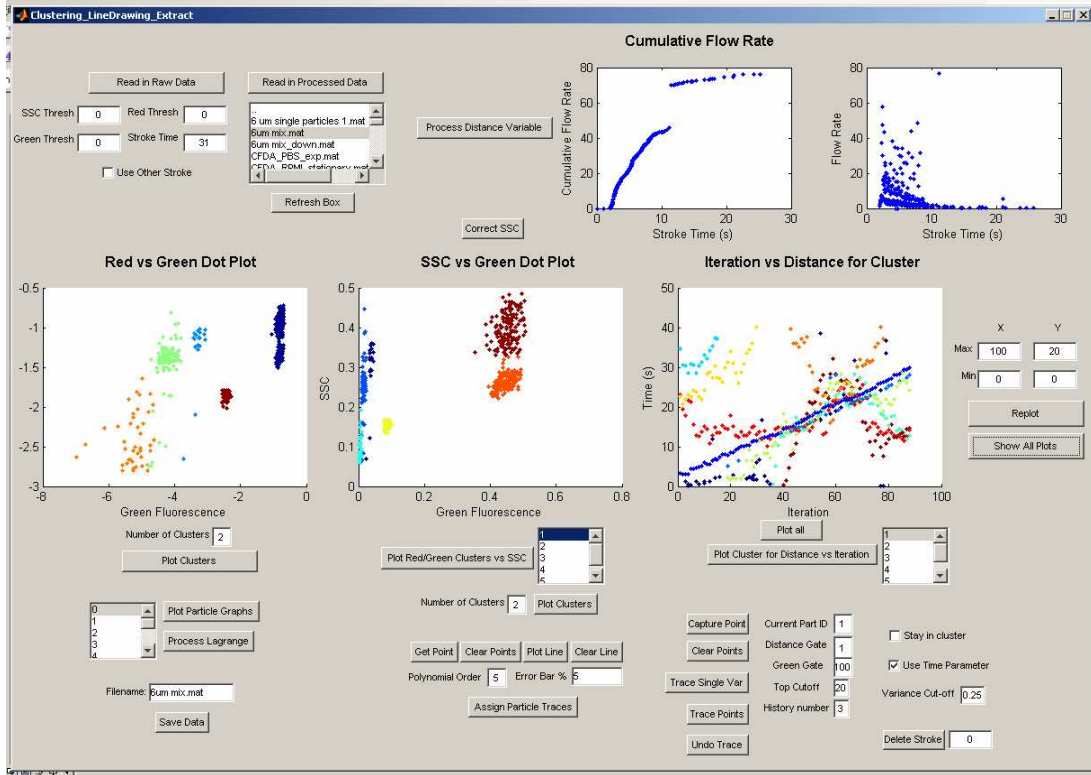 Clustering_LineDrawing_Extract
Read in Raw Data
Read in Processed Data
SSC Thresh 0 Red Thresh 0
Green Thresh 0 Stroke Time 31
Use Other Stroke
..
6 um single particles 1.mat
6um mix.mat
6um mix_down.mat
CFDA_PBS_exp.mat
CFDA_RPMI_stationary.mat
Refresh Box
Process Distance Variable
Correct SSC
Cumulative Flow Rate
80
60
40
20
0
Cumulative Flow Rate
0 10 20 30
Stroke Time (s)
80
60
40
20
0
Flow Rate
0 10 20 30
Stroke Time (s)
Red vs Green Dot Plot
-0.5
-1
-1.5
-2
-2.5
-3
-8 -6 -4 -2 0
Green Fluorescence
SSC vs Green Dot Plot
0.5
0.4
0.3
0.2
0.1
0
SSC
0 0.2 0.4 0.6 0.8
Green Fluorescence
Iteration vs Distance for Cluster
50
40
30
20
10
0
Time (s)
0 20 40 60 80 100
Iteration
X Y
Max 100 20
Min 0 0
Replot
Show All Plots
Number of Clusters 2
Plot Clusters
Plot Red/Green Clusters vs SSC
1
2
3
4
5
Plot all
Plot Cluster for Distance vs Iteration
1
2
3
4
5
0
1
2
3
4
Plot Particle Graphs
Process Lagrange
Filename: 6um mix.mat
Save Data
Number of Clusters 2 Plot Clusters
Get Point Clear Points Plot Line Clear Line
Polynomial Order 5 Error Bar % 5
Assign Particle Traces
Capture Point
Clear Points
Trace Single Var
Trace Points
Undo Trace
Current Part ID 1
Distance Gate 1
Green Gate 100
Top Cutoff 20
History number 3
Stay in cluster
Use Time Parameter
Variance Cut-off 0.25
Delete Stroke 0